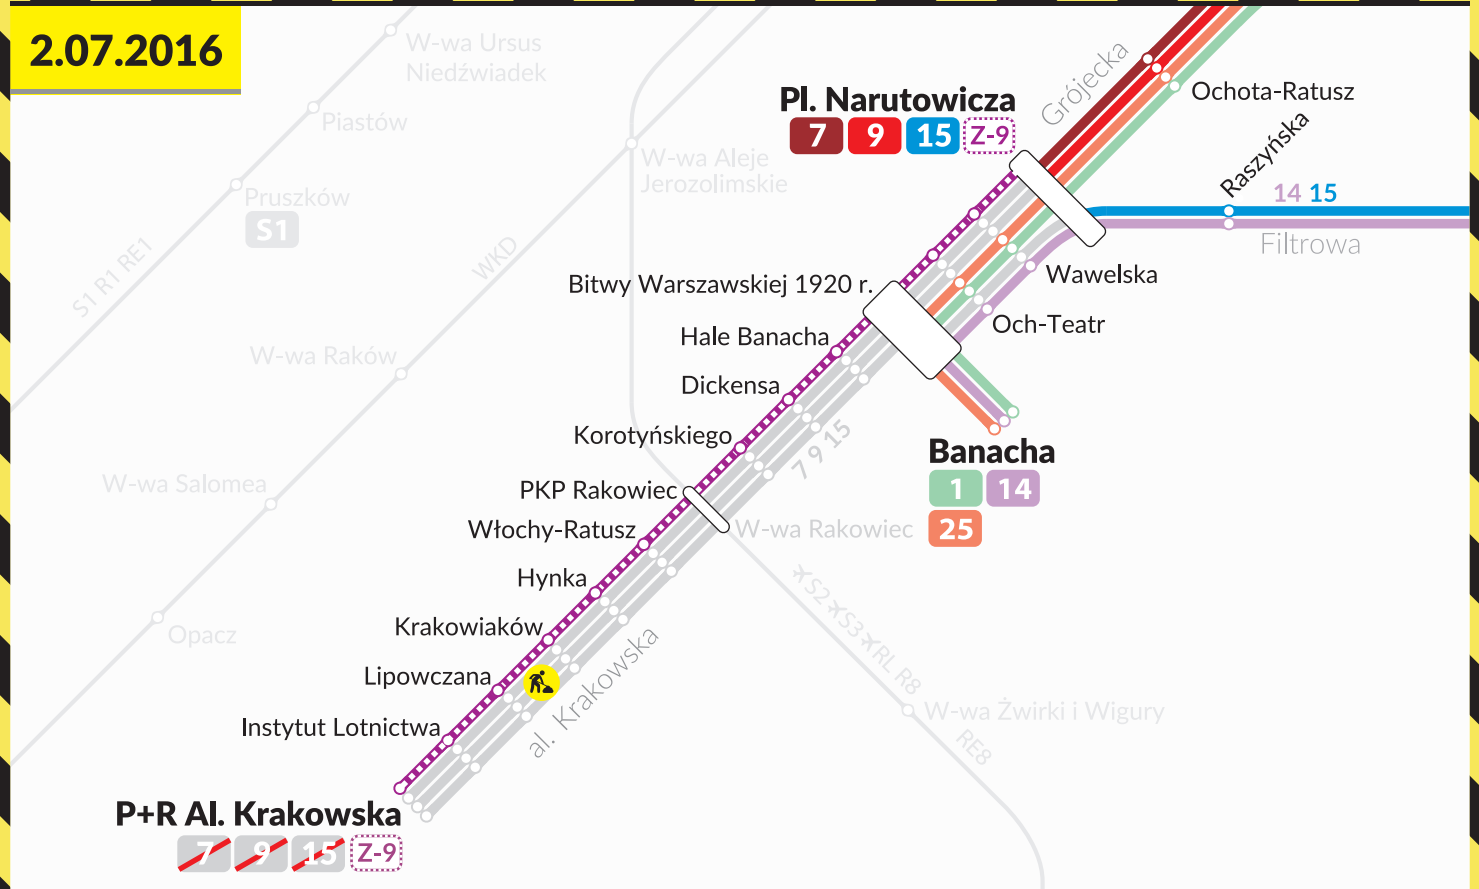 2.07.2016
W-wa Ursus
Niedźwiadek
Piastów
Pruszków
S1
S1 R1 RE1
WKD
W-wa Aleje
Jerozolimskie
Pl. Narutowicza
7 9 15 Z-9
Grójecka
Ochota-Ratusz
Raszyńska
14 15
Filtrowa
Wawelska
Och-Teatr
Bitwy Warszawskiej 1920 r.
Hale Banacha
W-wa Raków
Dickensa
Korotyńskiego
7 9 15
Banacha
1 14
25
W-wa Salomea
PKP Rakowiec
Włochy-Ratusz
W-wa Rakowiec
Hynka
S2 S3 RL R8
Krakowiaków
Opacz
Lipowczana
al. Krakowska
Instytut Lotnictwa
W-wa Żwirki i Wigury
RE8
P+R Al. Krakowska
7 9 15 Z-9